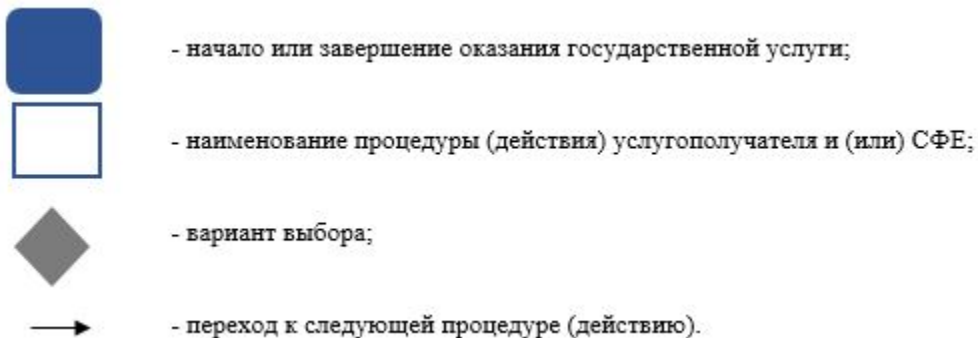 - начало или завершение оказания государственной услуги;
- наименование процедуры (действия) услугополучателя и (или) СФЕ;
- вариант выбора;
- переход к следующей процедуре (действию).